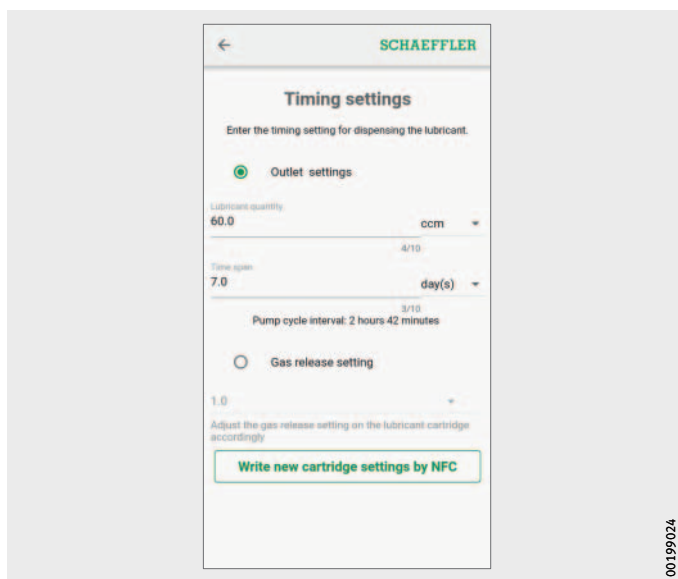 SCHAEFFLER
Timing settings
Enter the timing setting for dispensing the lubricant.
Outlet settings
Lubricant quantity
60.0 ccm
4/10
Time span
7.0 day(s)
3/10
Pump cycle interval: 2 hours 42 minutes
Gas release setting
1.0
Adjust the gas release setting on the lubricant cartridge
accordingly
Write new cartridge settings by NFC
00199024